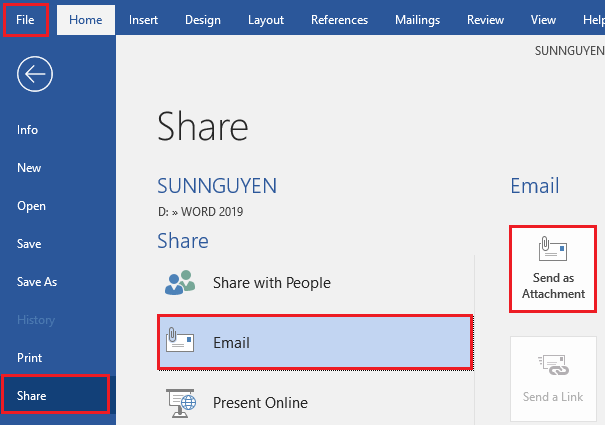 File Home Insert Design Layout References Mailings Review View Help
SUNNGUYEN
Info
New
Open
Save
Save As
History
Print
Share
Share
SUNNGUYEN
D: » WORD 2019
Share
Share with People
Email
Present Online
Email
Send as
Attachment
Send a Link